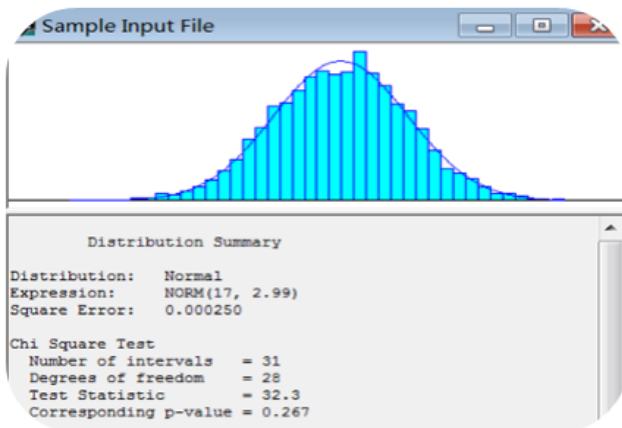 Sample Input File
Distribution Summary
Distribution: Normal
Expression: NORM(17, 2.99)
Square Error: 0.000250
Chi Square Test
Number of intervals = 31
Degrees of freedom = 28
Test Statistic = 32.3
Corresponding p-value = 0.267